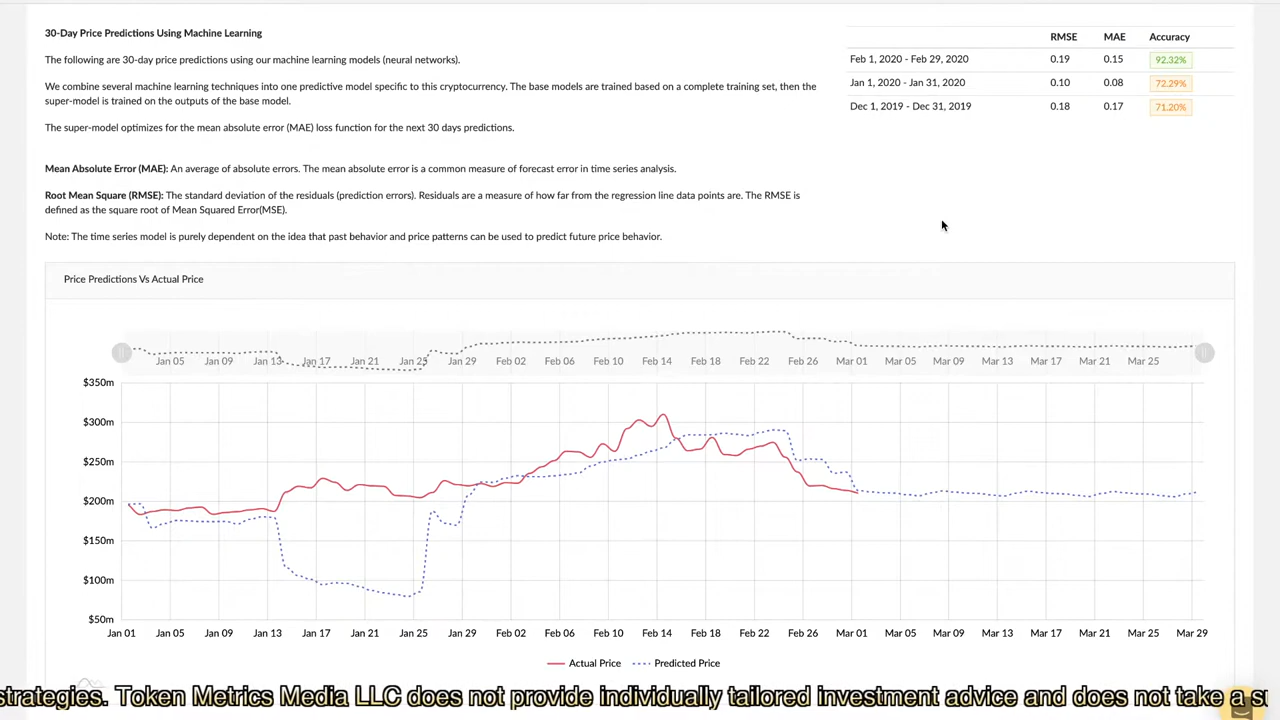 30-Day Price Predictions Using Machine Learning
The following are 30-day price predictions using our machine learning models (neural networks).
We combine several machine learning techniques into one predictive model specific to this cryptocurrency. The base models are trained based on a complete training set, then the
super-model is trained on the outputs of the base model.
The super-model optimizes for the mean absolute error (MAE) loss function for the next 30 days predictions.
Mean Absolute Error (MAE): An average of absolute errors. The mean absolute error is a common measure of forecast error in time series analysis.
Root Mean Square (RMSE): The standard deviation of the residuals (prediction errors). Residuals are a measure of how far from the regression line data points are. The RMSE is
defined as the square root of Mean Squared Error(MSE).
Note: The time series model is purely dependent on the idea that past behavior and price patterns can be used to predict future price behavior.
RMSE MAE Accuracy
Feb 1, 2020 - Feb 29, 2020 0.19 0.15 92.32%
Jan 1, 2020 - Jan 31, 2020 0.10 0.08 72.29%
Dec 1, 2019 - Dec 31, 2019 0.18 0.17 71.20%
Price Predictions Vs Actual Price
Jan 05 Jan 09 Jan 13 Jan 17 Jan 21 Jan 25 Jan 29 Feb 02 Feb 06 Feb 10 Feb 14 Feb 18 Feb 22 Feb 26 Mar 01 Mar 05 Mar 09 Mar 13 Mar 17 Mar 21 Mar 25
$350m
$300m
$250m
$200m
$150m
$100m
$50m
Jan 01 Jan 05 Jan 09 Jan 13 Jan 17 Jan 21 Jan 25 Jan 29 Feb 02 Feb 06 Feb 10 Feb 14 Feb 18 Feb 22 Feb 26 Mar 01 Mar 05 Mar 09 Mar 13 Mar 17 Mar 21 Mar 25 Mar 29
Actual Price Predicted Price
strategies. Token Metrics Media LLC does not provide individually tailored investment advice and does not take a